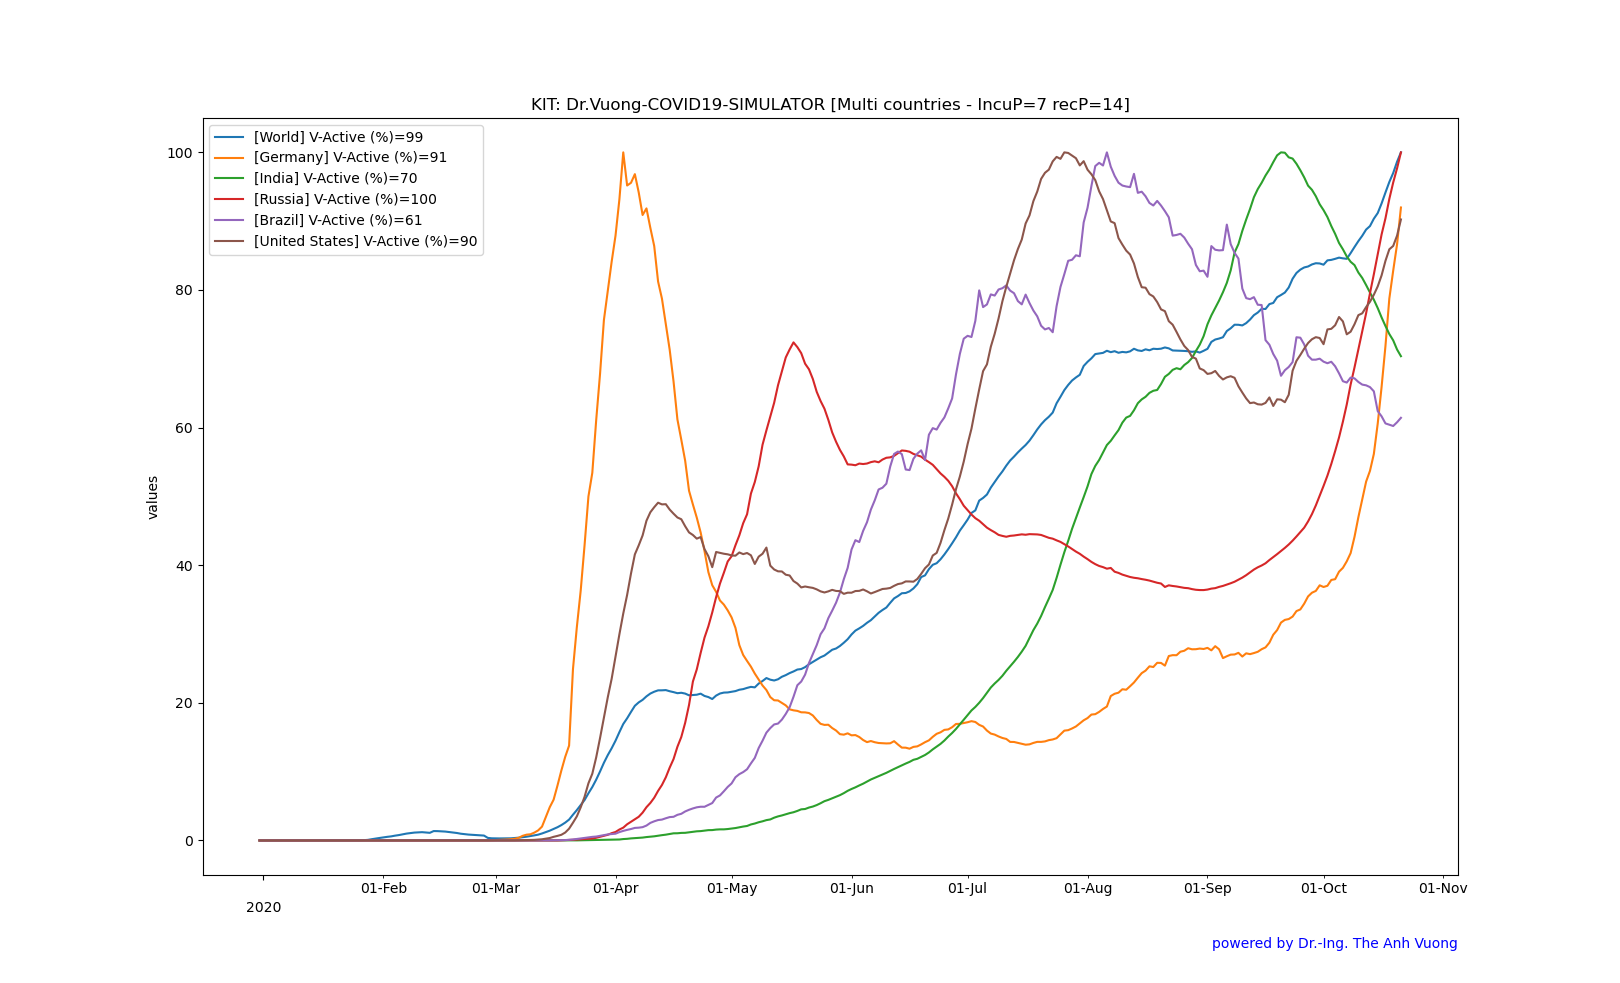 KIT: Dr.Vuong-COVID19-SIMULATOR [Multi countries - IncuP=7 recP=14]
[World] V-Active (%)=99
[Germany] V-Active (%)=91
[India] V-Active (%)=70
[Russia] V-Active (%)=100
[Brazil] V-Active (%)=61
[United States] V-Active (%)=90
100
80
60
40
20
0
values
01-Feb 01-Mar 01-Apr 01-May 01-Jun 01-Jul 01-Aug 01-Sep 01-Oct 01-Nov
2020
powered by Dr.-Ing. The Anh Vuong